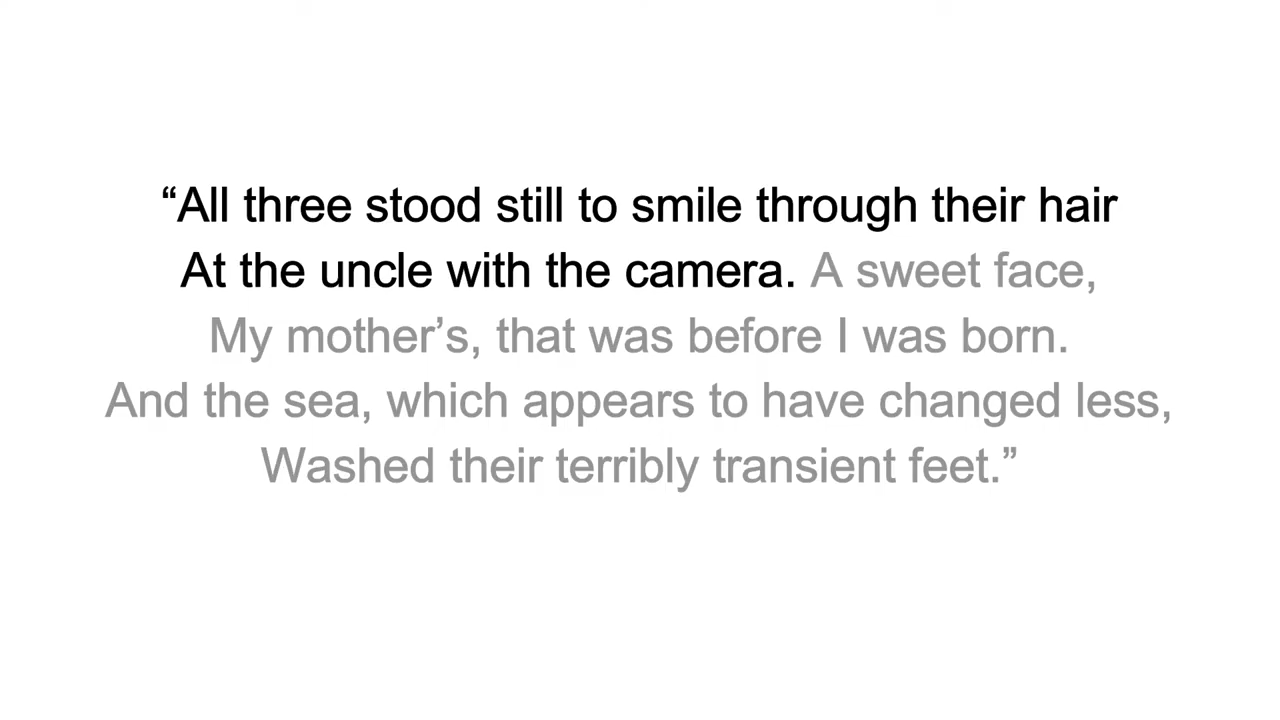 “All three stood still to smile through their hair
At the uncle with the camera. A sweet face,
My mother’s, that was before I was born.
And the sea, which appears to have changed less,
Washed their terribly transient feet.”